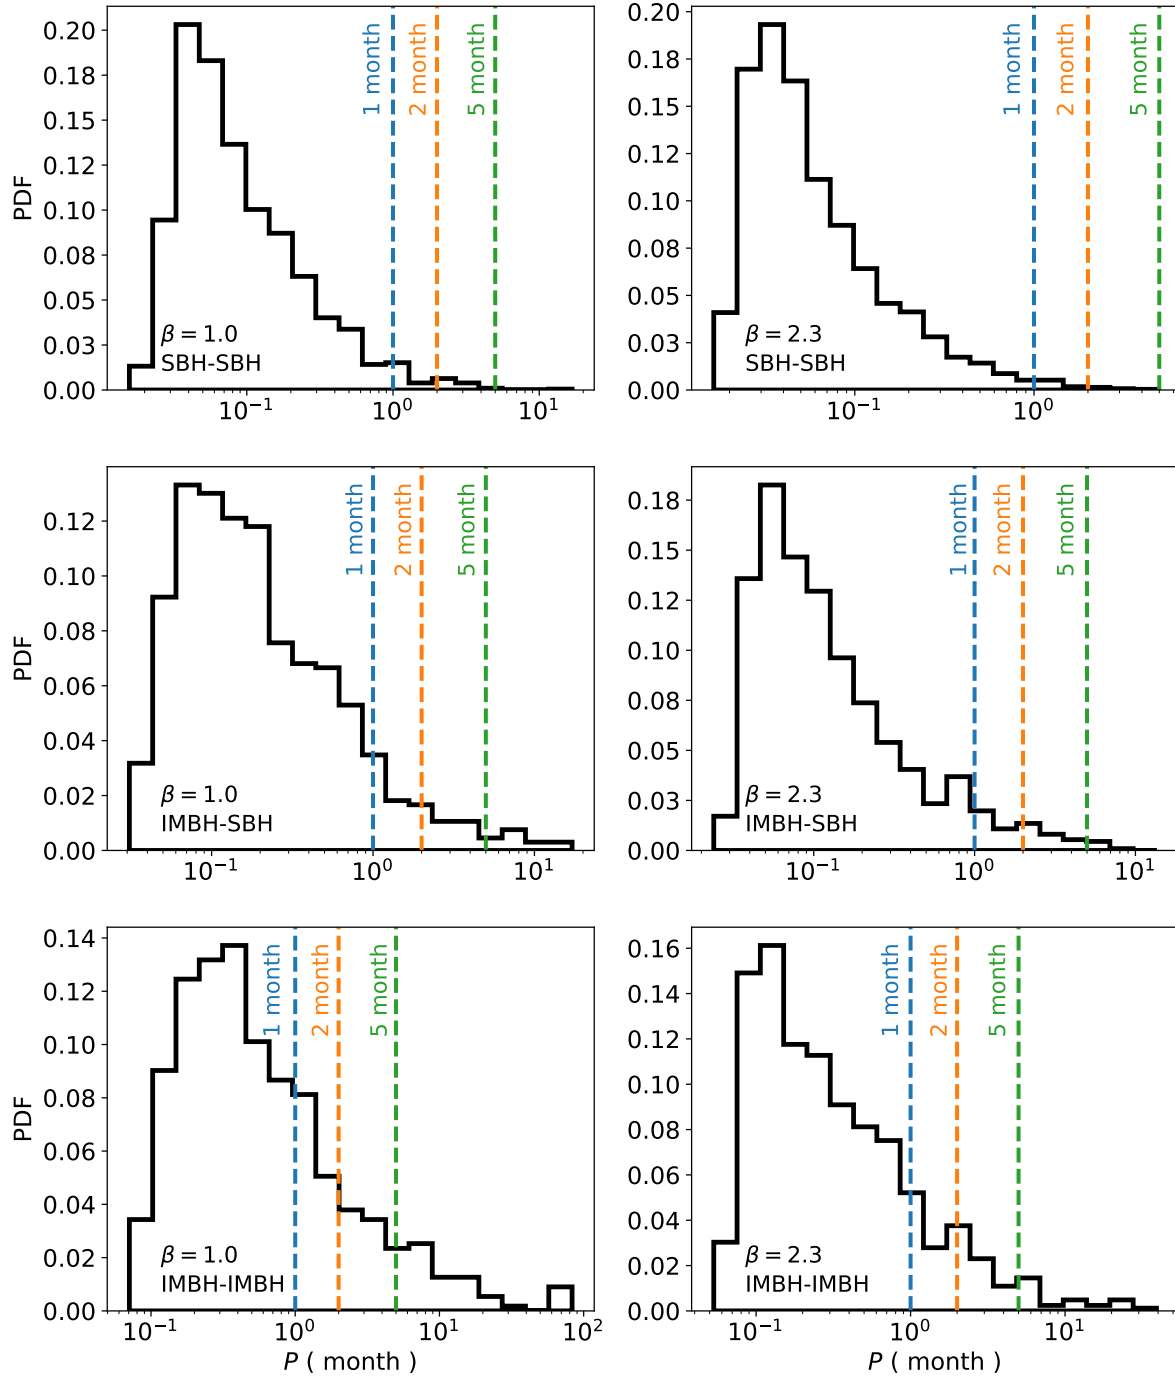 0.20
0.18
0.15
0.12
0.10
0.08
0.05
0.03
0.00
PDF
1 month
2 month
5 month
β = 1.0
SBH-SBH
10⁻¹
10⁰
10¹
0.20
0.18
0.15
0.12
0.10
0.08
0.05
0.03
0.00
1 month
2 month
5 month
β = 2.3
SBH-SBH
10⁻¹
10⁰
0.12
0.10
0.08
0.06
0.04
0.02
0.00
PDF
1 month
2 month
5 month
β = 1.0
IMBH-SBH
10⁻¹
10⁰
10¹
0.18
0.15
0.12
0.10
0.08
0.05
0.03
0.00
1 month
2 month
5 month
β = 2.3
IMBH-SBH
10⁻¹
10⁰
10¹
0.14
0.12
0.10
0.08
0.06
0.04
0.02
0.00
PDF
1 month
2 month
5 month
β = 1.0
IMBH-IMBH
10⁻¹
10⁰
10¹
10²
P ( month )
0.16
0.14
0.12
0.10
0.08
0.06
0.04
0.02
0.00
1 month
2 month
5 month
β = 2.3
IMBH-IMBH
10⁻¹
10⁰
10¹
P ( month )